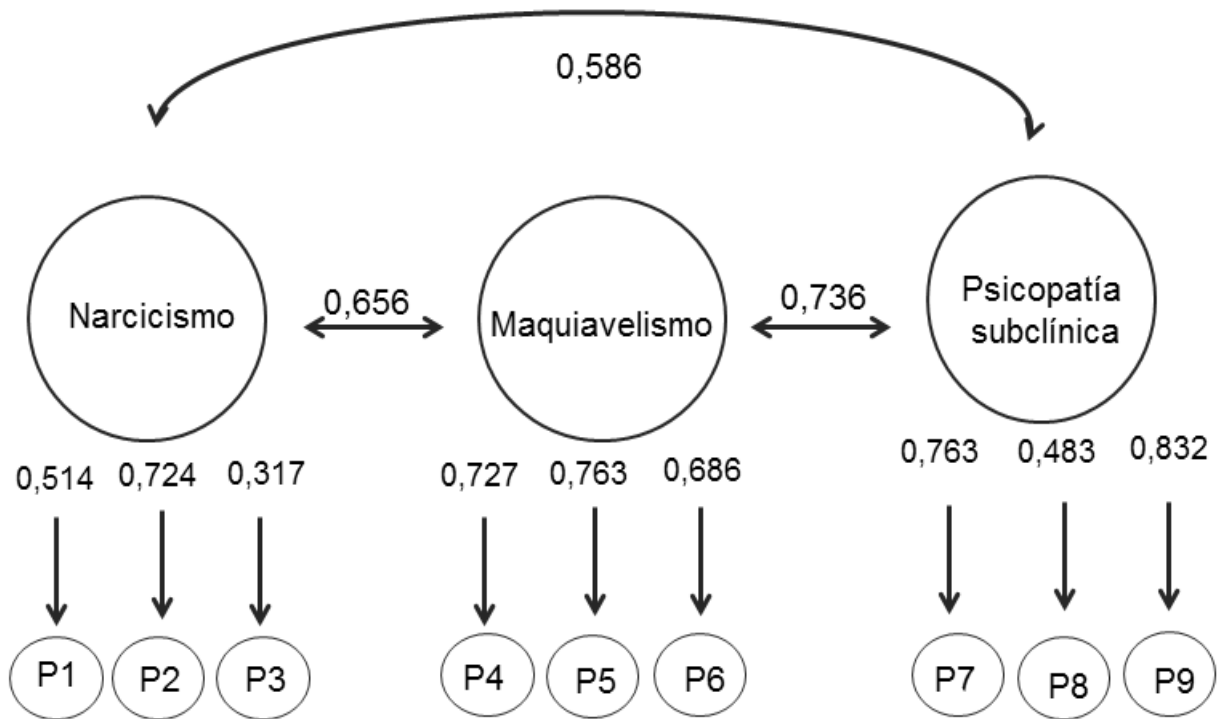 0,586
Narcicismo
0,656
Maquiavelismo
0,736
Psicopatía
subclínica
0,514 0,724 0,317
0,727 0,763 0,686
0,763 0,483 0,832
P1 P2 P3
P4 P5 P6
P7 P8 P9